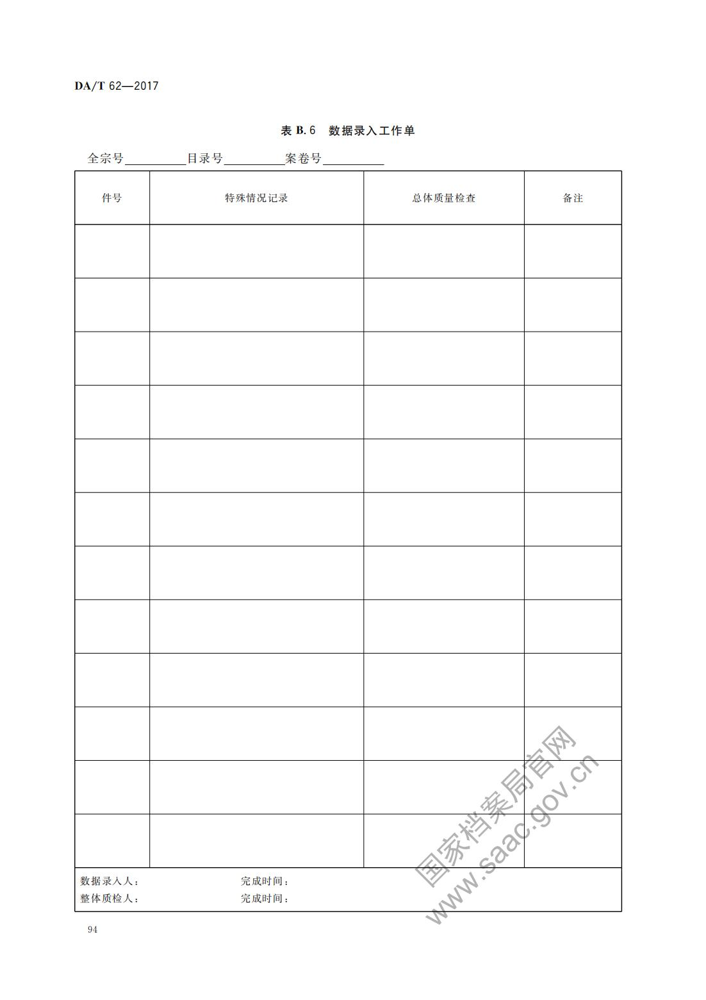 DA/T 62—2017
表 B.6 数据录入工作单
全宗号__________目录号__________案卷号__________
件号 特殊情况记录 总体质量检查 备注
数据录入人： 完成时间：
整体质检人： 完成时间：
国家档案局官网
www.saac.gov.cn
94